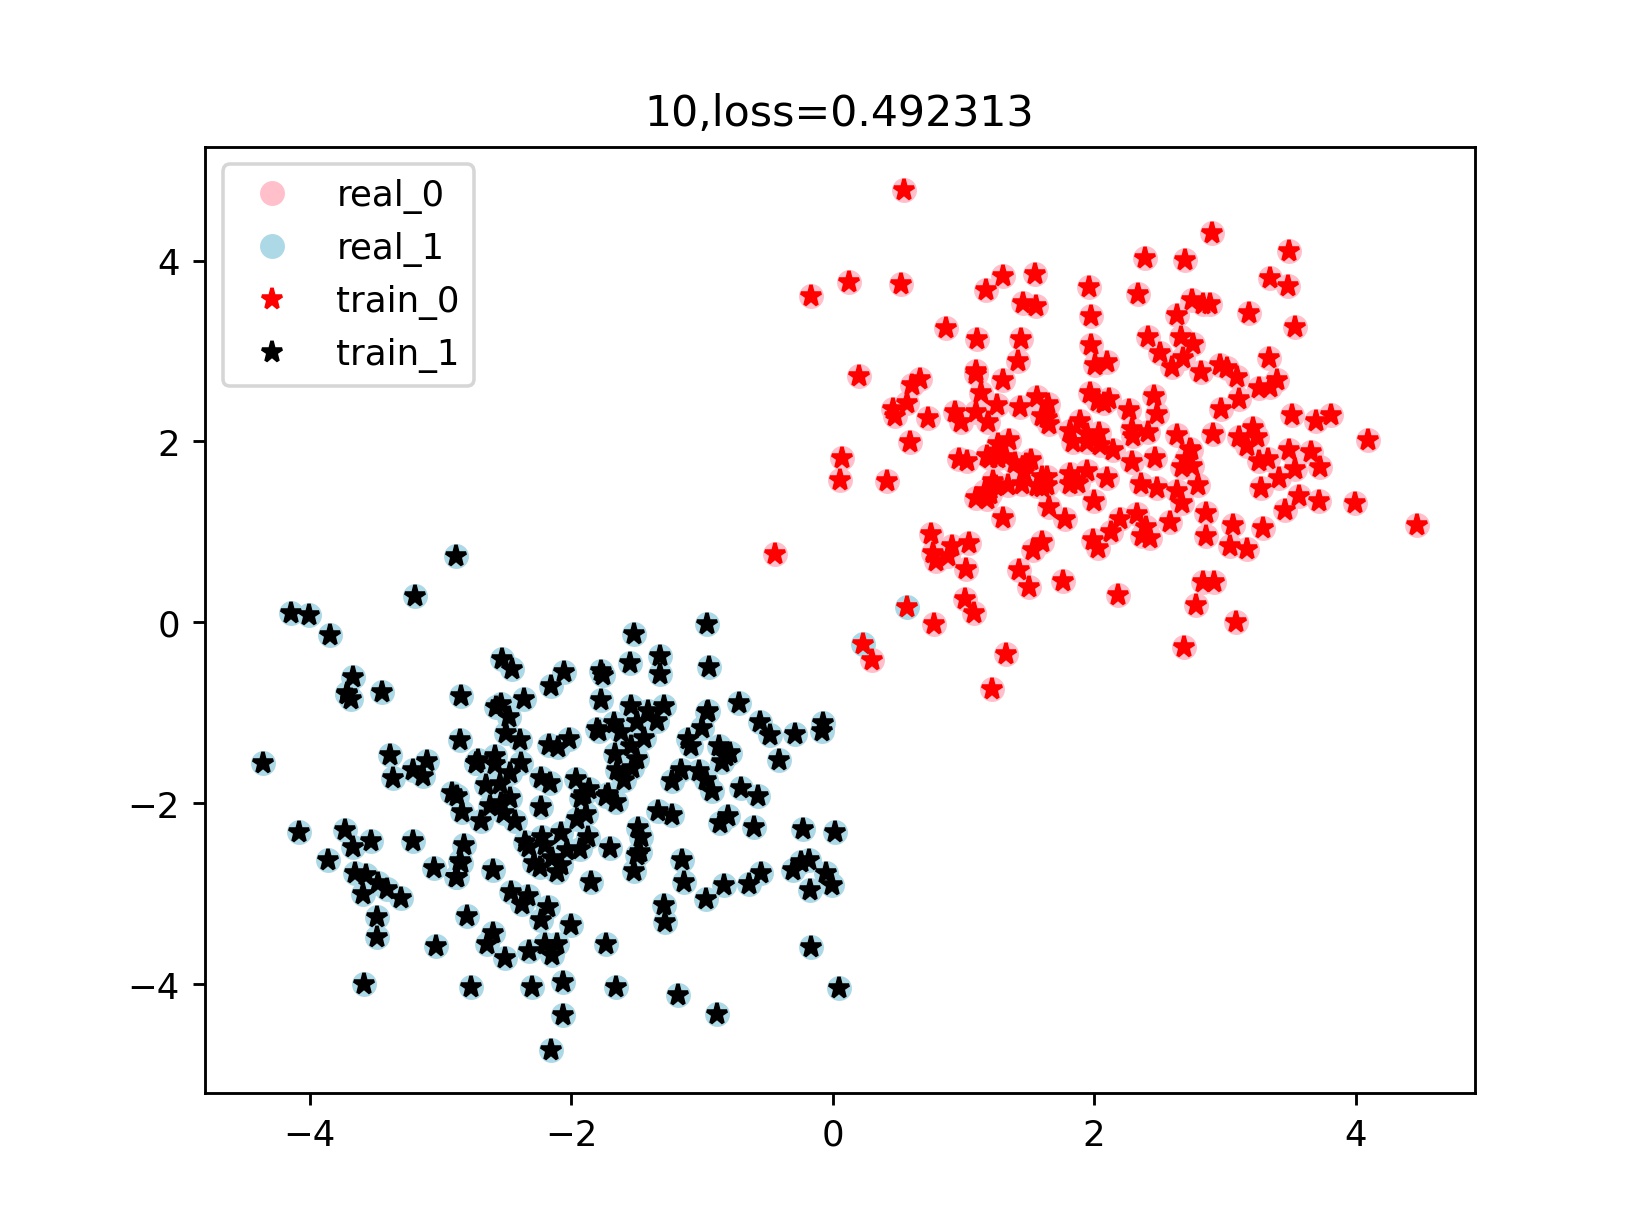 10,loss=0.492313
real_0
real_1
train_0
train_1
4
2
0
−2
−4
−4 −2 0 2 4